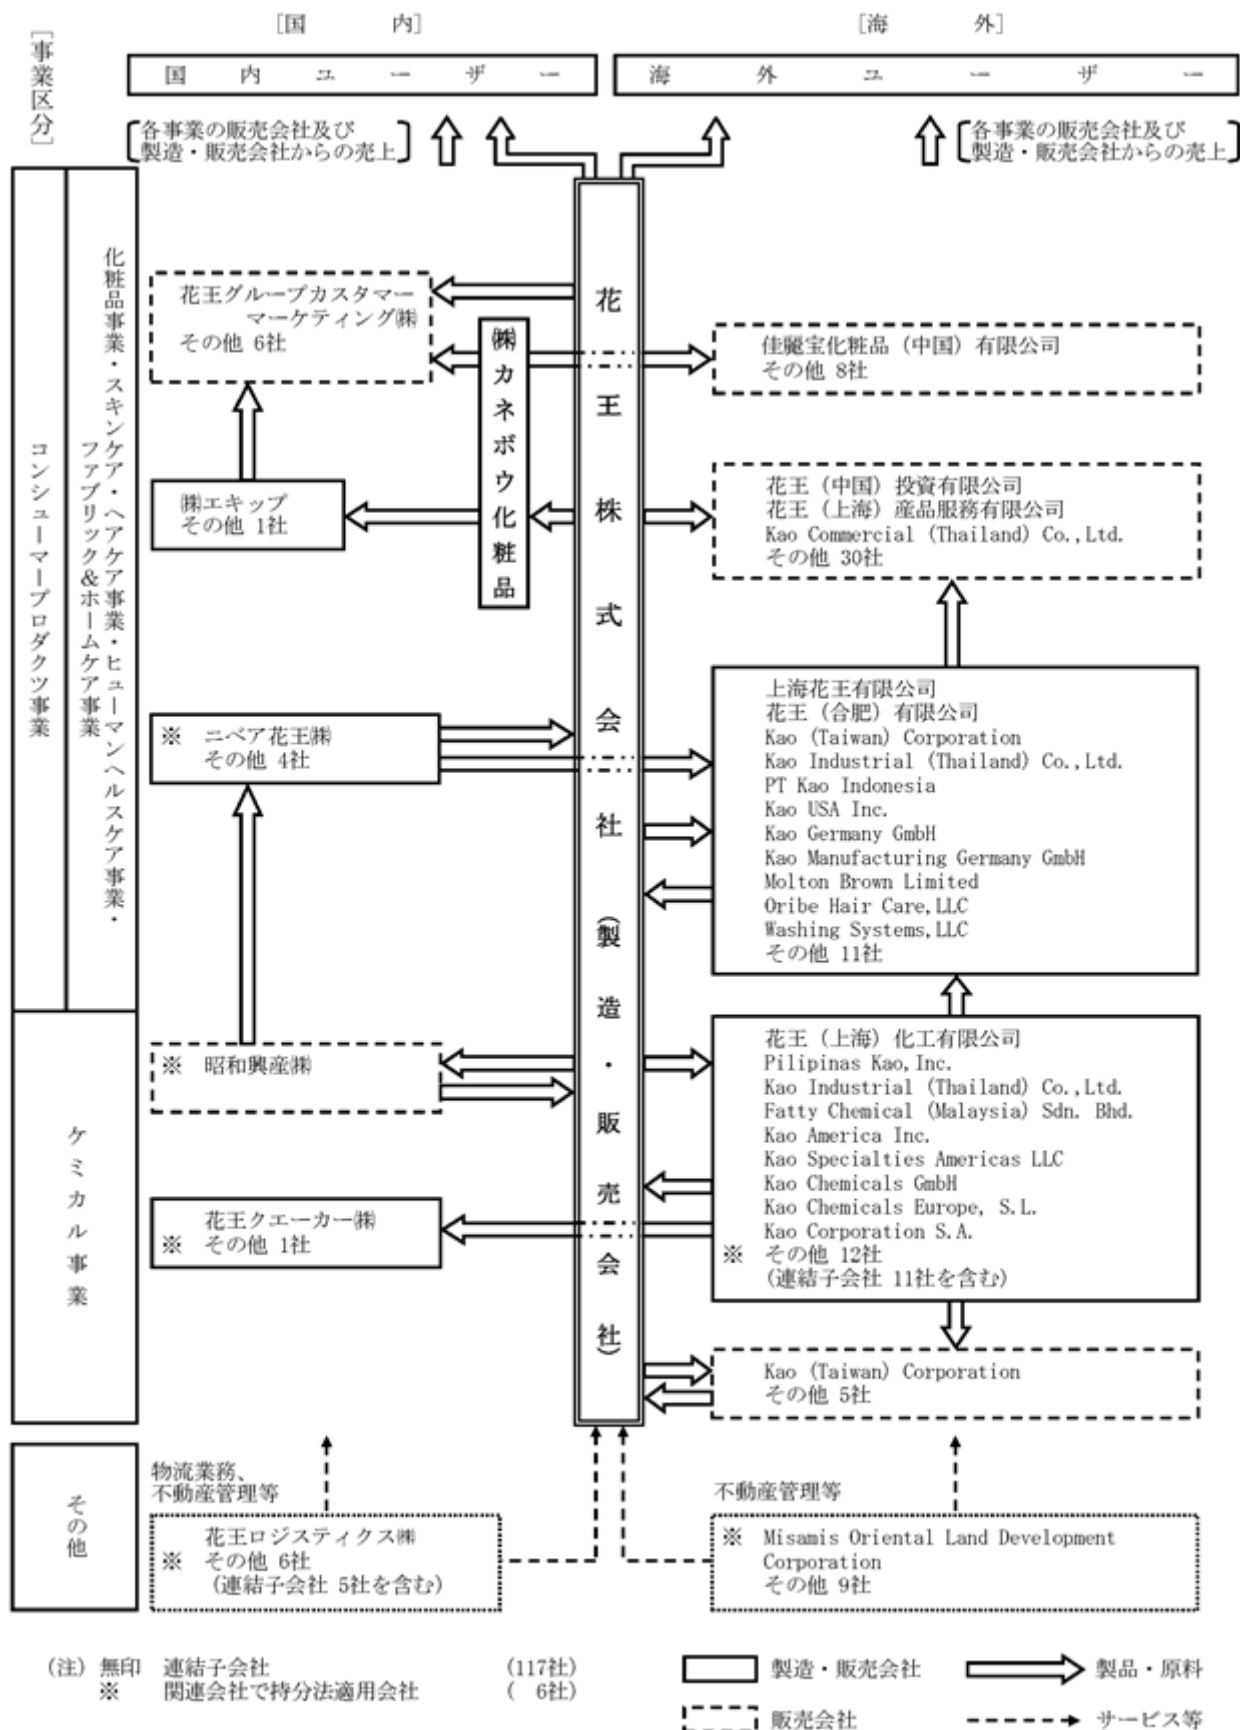 [国 内]
[海 外]
[事業区分]
国 内 ユ ー ザ ー
海 外 ユ ー ザ ー
各事業の販売会社及び
製造・販売会社からの売上
各事業の販売会社及び
製造・販売会社からの売上
コンシューマープロダクツ事業
化粧品事業・スキンケア・ヘアケア事業・ヒューマンヘルスケア事業・
ファブリック&ホームケア事業
花王グループカスタマー
マーケティング㈱
その他 6社
㈱カネボウ化粧品
花王株式会社(製造・販売会社)
佳麗宝化粧品(中国)有限公司
その他 8社
㈱エキップ
その他 1社
花王(中国)投資有限公司
花王(上海)産品服務有限公司
Kao Commercial (Thailand) Co.,Ltd.
その他 30社
※ ニベア花王㈱
その他 4社
上海花王有限公司
花王(合肥)有限公司
Kao (Taiwan) Corporation
Kao Industrial (Thailand) Co.,Ltd.
PT Kao Indonesia
Kao USA Inc.
Kao Germany GmbH
Kao Manufacturing Germany GmbH
Molton Brown Limited
Oribe Hair Care,LLC
Washing Systems,LLC
その他 11社
ケミカル事業
※ 昭和興産㈱
花王(上海)化工有限公司
Pilipinas Kao,Inc.
Kao Industrial (Thailand) Co.,Ltd.
Fatty Chemical (Malaysia) Sdn. Bhd.
Kao America Inc.
Kao Specialties Americas LLC
Kao Chemicals GmbH
Kao Chemicals Europe, S.L.
Kao Corporation S.A.
※ その他 12社
(連結子会社 11社を含む)
花王クエーカー㈱
※ その他 1社
Kao (Taiwan) Corporation
その他 5社
その他
物流業務、
不動産管理等
花王ロジスティクス㈱
※ その他 6社
(連結子会社 5社を含む)
不動産管理等
※ Misamis Oriental Land Development
Corporation
その他 9社
(注) 無印 連結子会社 (117社)
※ 関連会社で持分法適用会社 ( 6社)
製造・販売会社
製品・原料
販売会社
サービス等